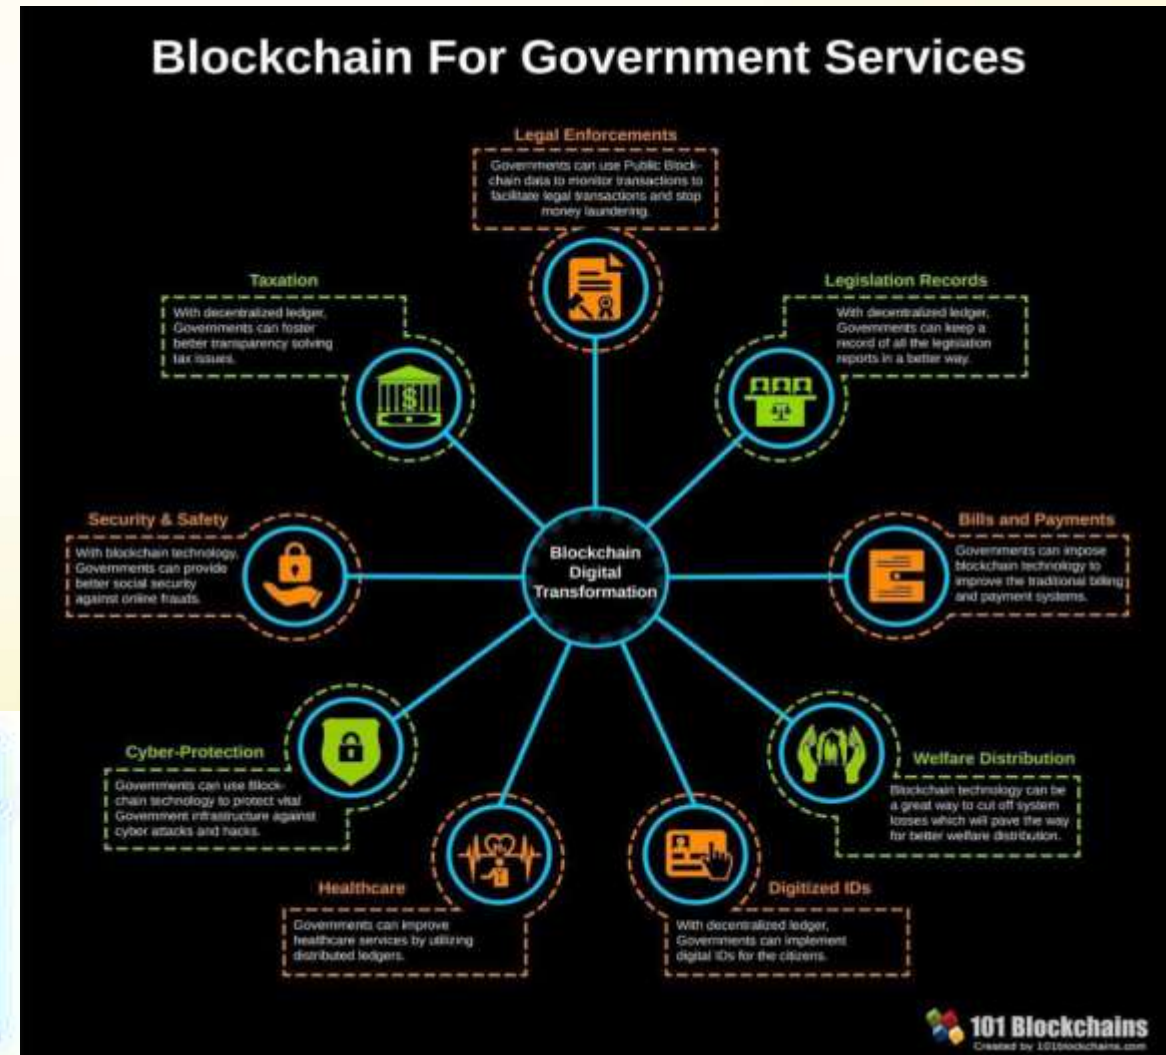 Blockchain For Government Services
Legal Enforcements
Governments can use Public Block-
chain data to monitor transactions to
facilitate legal transactions and stop
money laundering.
Taxation
With decentralized ledger,
Governments can foster
better transparency solving
tax issues.
Legislation Records
With decentralized ledger,
Governments can keep a
record of all the legislation
reports in a better way.
Security & Safety
With blockchain technology,
Governments can provide
better social security
against online frauds.
Blockchain
Digital
Transformation
Bills and Payments
Governments can impose
blockchain technology to
improve the traditional billing
and payment systems.
Cyber-Protection
Governments can use Block-
chain technology to protect vital
Government infrastructure against
cyber attacks and hacks.
Welfare Distribution
Blockchain technology can be
a great way to cut off system
losses which will pave the way
for better welfare distribution.
Healthcare
Governments can improve
healthcare services by utilizing
distributed ledgers.
Digitized IDs
With decentralized ledger,
Governments can implement
digital IDs for the citizens.
101 Blockchains
Created by 101blockchains.com